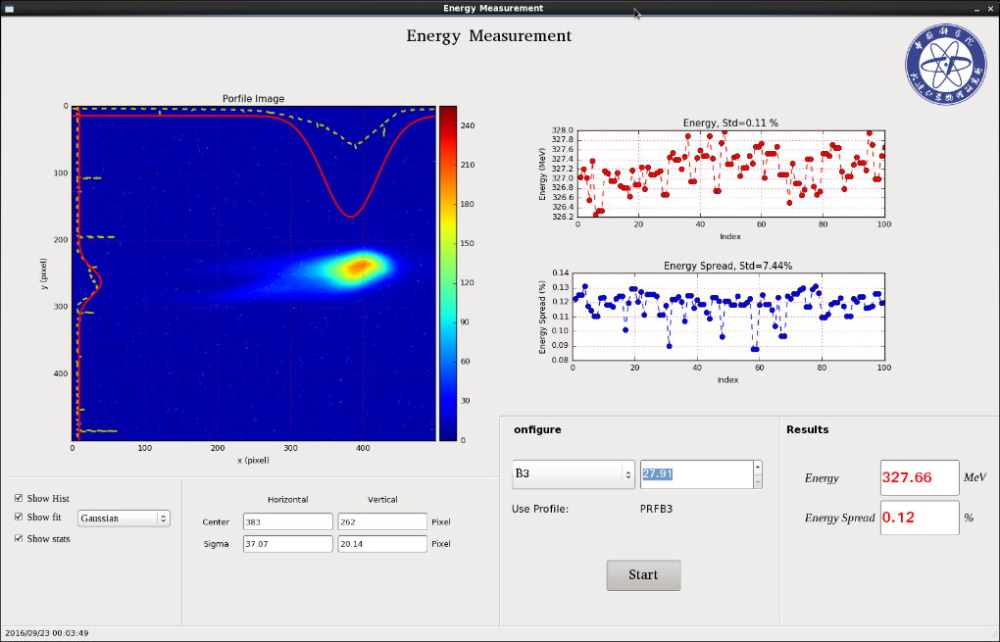 Energy Measurement
Energy Measurement
中国科学院
Porfile Image
0
100
200
300
400
y (pixel)
0 100 200 300 400
x (pixel)
240
210
180
150
120
90
60
30
0
Energy, Std=0.11 %
328.0
327.8
327.6
327.4
327.2
327.0
326.8
326.6
326.4
326.2
Energy (MeV)
0 20 40 60 80 100
Index
Energy Spread, Std=7.44%
0.14
0.13
0.12
0.11
0.10
0.09
0.08
Energy Spread (%)
0 20 40 60 80 100
Index
Show Hist
Show fit Gaussian
Show stats
Horizontal Vertical
Center 383 262 Pixel
Sigma 37.07 20.14 Pixel
onfigure
B3 27.91
Use Profile: PRFB3
Start
Results
Energy 327.66 MeV
Energy Spread 0.12 %
2016/09/23 00:03:49